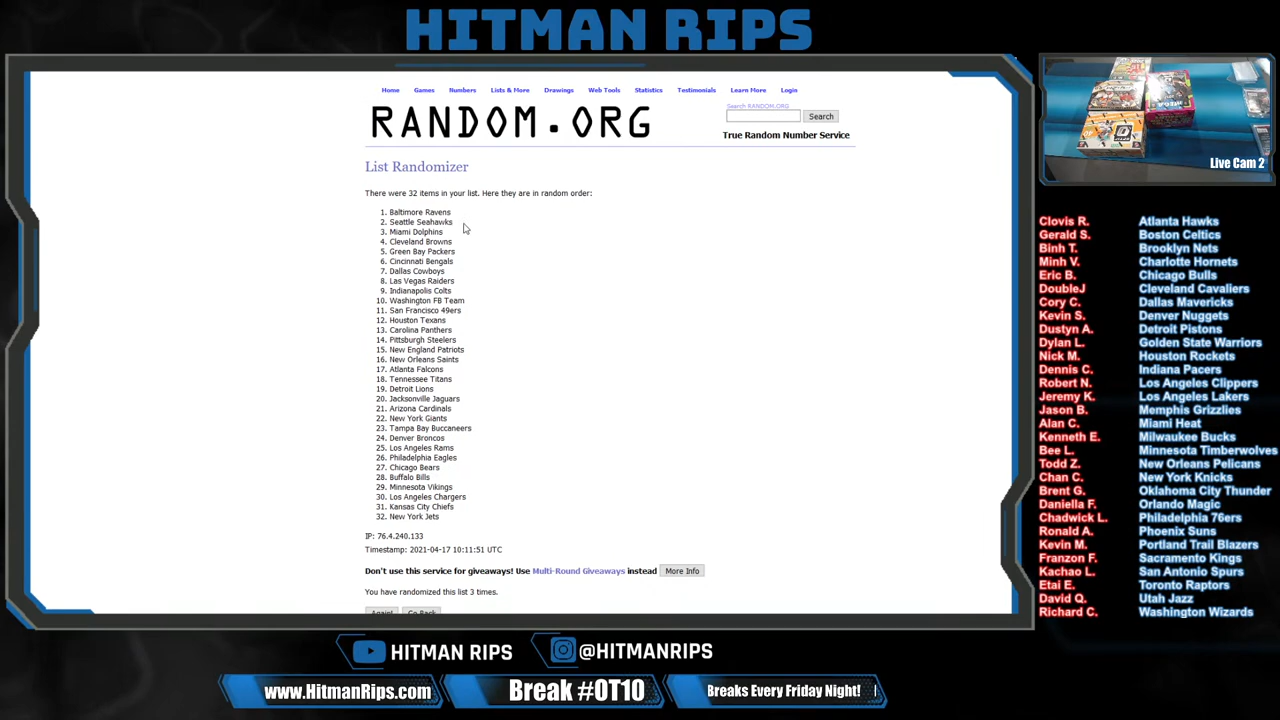 HITMAN RIPS
Home Games Numbers Lists & More Drawings Web Tools Statistics Testimonials Learn More Login
RANDOM.ORG
Search RANDOM.ORG
Search
True Random Number Service
List Randomizer
There were 32 items in your list. Here they are in random order:
1. Baltimore Ravens
2. Seattle Seahawks
3. Miami Dolphins
4. Cleveland Browns
5. Green Bay Packers
6. Cincinnati Bengals
7. Dallas Cowboys
8. Las Vegas Raiders
9. Indianapolis Colts
10. Washington FB Team
11. San Francisco 49ers
12. Houston Texans
13. Carolina Panthers
14. Pittsburgh Steelers
15. New England Patriots
16. New Orleans Saints
17. Atlanta Falcons
18. Tennessee Titans
19. Detroit Lions
20. Jacksonville Jaguars
21. Arizona Cardinals
22. New York Giants
23. Tampa Bay Buccaneers
24. Denver Broncos
25. Los Angeles Rams
26. Philadelphia Eagles
27. Chicago Bears
28. Buffalo Bills
29. Minnesota Vikings
30. Los Angeles Chargers
31. Kansas City Chiefs
32. New York Jets
IP: 76.4.240.133
Timestamp: 2021-04-17 10:11:51 UTC
Don't use this service for giveaways! Use Multi-Round Giveaways instead More Info
You have randomized this list 3 times.
Again! Go Back
Live Cam 2
Clovis R. Atlanta Hawks
Gerald S. Boston Celtics
Binh T. Brooklyn Nets
Minh V. Charlotte Hornets
Eric B. Chicago Bulls
DoubleJ Cleveland Cavaliers
Cory C. Dallas Mavericks
Kevin S. Denver Nuggets
Dustyn A. Detroit Pistons
Dylan L. Golden State Warriors
Nick M. Houston Rockets
Dennis C. Indiana Pacers
Robert N. Los Angeles Clippers
Jeremy K. Los Angeles Lakers
Jason B. Memphis Grizzlies
Alan C. Miami Heat
Kenneth E. Milwaukee Bucks
Bee L. Minnesota Timberwolves
Todd Z. New Orleans Pelicans
Chan C. New York Knicks
Brent G. Oklahoma City Thunder
Daniella F. Orlando Magic
Chadwick L. Philadelphia 76ers
Ronald A. Phoenix Suns
Kevin M. Portland Trail Blazers
Franzon F. Sacramento Kings
Kachao L. San Antonio Spurs
Etai E. Toronto Raptors
David Q. Utah Jazz
Richard C. Washington Wizards
HITMAN RIPS @HITMANRIPS
www.HitmanRips.com Break #0T10 Breaks Every Friday Night! |